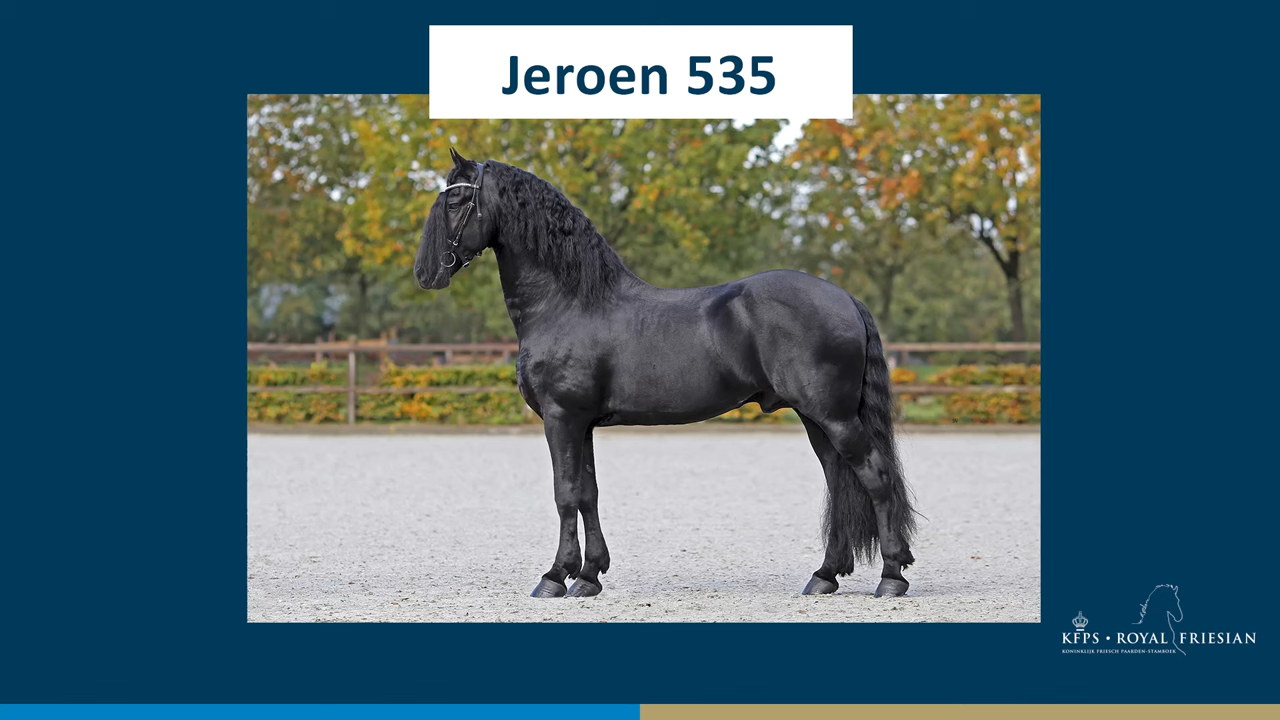 Jeroen 535
KFPS • ROYAL FRIESIAN
KONINKLIJK FRIESCH PAARDEN-STAMBOEK